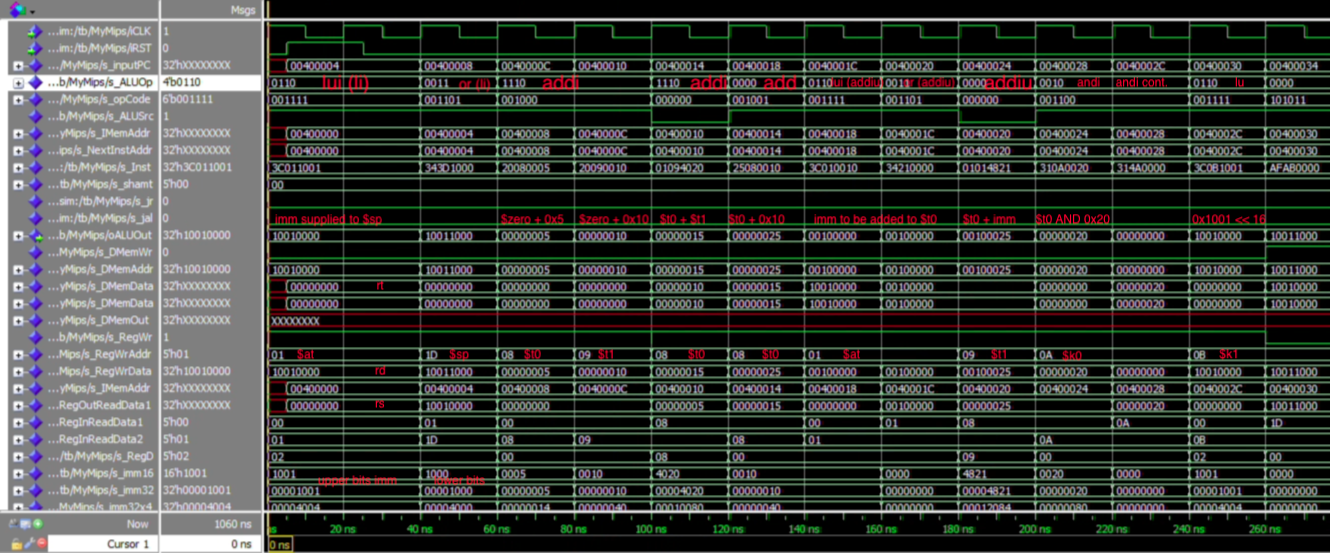 Msgs
...im:/tb/MyMips/iCLK 1
...im:/tb/MyMips/iRST 0
.../MyMips/s_inputPC 32'hXXXXXXXX 00400004 00400008 0040000C 00400010 00400014 00400018 0040001C 00400020 00400024 00400028 0040002C 00400030 00400034
...b/MyMips/s_ALUOp 4'b0110 0110 lui (li) 0011 or (li) 1110 addi 1110 addi 0000 add 0110 lui (addiu) 0011 (addiu) 0000 addiu 0010 andi andi cont. 0110 lu 0000
.../MyMips/s_opCode 6'b001111 001111 001101 001000 000000 001001 001111 001101 000000 001100 001111 101011
...b/MyMips/s_ALUSrc 1
...yMips/s_IMemAddr 32'hXXXXXXXX 00400000 00400004 00400008 0040000C 00400010 00400014 00400018 0040001C 00400020 00400024 00400028 0040002C 00400030
...ips/s_NextInstAddr 32'hXXXXXXXX 00400000 00400004 00400008 0040000C 00400010 00400014 00400018 0040001C 00400020 00400024 00400028 0040002C 00400030
...:/tb/MyMips/s_Inst 32'h3C011001 3C011001 343D1000 20080005 20090010 01094020 25080010 3C010010 34210000 01014821 310A0020 314A0000 3C0B1001 AFAB0000
...tb/MyMips/s_shamt 5'h00 00
...sim:/tb/MyMips/s_jr 0
...im:/tb/MyMips/s_jal 0 imm supplied to $sp $zero + 0x5 $zero + 0x10 $t0 + $t1 $t0 + 0x10 imm to be added to $t0 $t0 + imm $t0 AND 0x20 0x1001 << 16
...b/MyMips/oALUOut 32'h10010000 10010000 10011000 00000005 00000010 00000015 00000025 00100000 00100000 00100025 00000020 00000000 10010000 10011000
...MyMips/s_DMemWr 0
...yMips/s_DMemAddr 32'h10010000 10010000 10011000 00000005 00000010 00000015 00000025 00100000 00100000 00100025 00000020 00000000 10010000 10011000
...yMips/s_DMemData 32'hXXXXXXXX 00000000 rt 00000000 00000000 00000000 00000010 00000015 10010000 00100000 00000000 00000020 00000000 10010000
...yMips/s_DMemData 32'hXXXXXXXX 00000000 00000000 00000000 00000000 00000010 00000015 10010000 00100000 00000000 00000020 00000000 10010000
...yMips/s_DMemOut 32'hXXXXXXXX XXXXXXXX
...b/MyMips/s_RegWr 1
...Mips/s_RegWrAddr 5'h01 01 $at 1D $sp 08 $t0 09 $t1 08 $t0 08 $t0 01 $at 09 $t1 0A $k0 0B $k1
...Mips/s_RegWrData 32'h10010000 10010000 rd 10011000 00000005 00000010 00000015 00000025 00100000 00100000 00100025 00000020 00000000 10010000 10011000
...yMips/s_IMemAddr 32'hXXXXXXXX 00400000 00400004 00400008 0040000C 00400010 00400014 00400018 0040001C 00400020 00400024 00400028 0040002C 00400030
...RegOutReadData1 32'hXXXXXXXX 00000000 rs 10010000 00000000 00000005 00000015 00000000 00100000 00000025 00000020 00000000 10011000
...RegInReadData1 5'h00 00 01 00 08 00 01 08 0A 00 1D
...RegInReadData2 5'h01 01 1D 08 09 08 01 0A 0B
.../tb/MyMips/s_RegD 5'h02 02 00 08 00 09 00 02 00
...tb/MyMips/s_imm16 16'h1001 1001 1000 0005 0010 4020 0010 0000 4821 0020 0000 1001 0000
upper bits imm lower bits
...tb/MyMips/s_imm32 32'h00001001 00001001 00001000 00000005 00000010 00004020 00000010 00000000 00004821 00000020 00000000 00001001 00000000
...MyMips/s_imm32x4 32'h00004004 00004004 00004000 00000014 00000040 00010080 00000040 00000000 00012084 00000080 00000000 00004004 00000000
Now 1060 ns 20 ns 40 ns 60 ns 80 ns 100 ns 120 ns 140 ns 160 ns 180 ns 200 ns 220 ns 240 ns 260 ns
Cursor 1 0 ns 0 ns